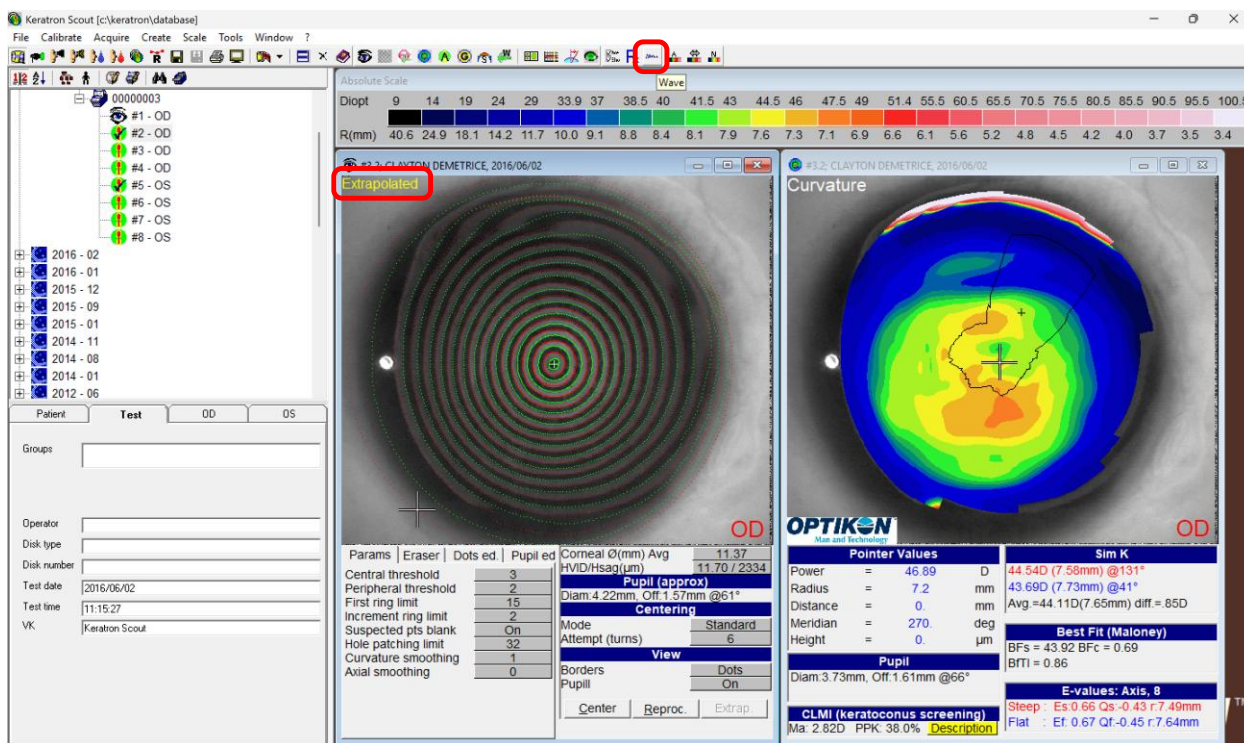 Keratron Scout [c:\keratron\database]
File Calibrate Acquire Create Scale Tools Window ?
00000003
#1 - OD
#2 - OD
#3 - OD
#4 - OD
#5 - OS
#6 - OS
#7 - OS
#8 - OS
2016 - 02
2016 - 01
2015 - 12
2015 - 09
2015 - 01
2014 - 11
2014 - 08
2014 - 01
2012 - 06
Patient Test OD OS
Groups
Operator
Disk type
Disk number
Test date 2016/06/02
Test time 11:15:27
VK Keratron Scout
Absolute Scale
Wave
Diopt 9 14 19 24 29 33.9 37 38.5 40 41.5 43 44.5 46 47.5 49 51.4 55.5 60.5 65.5 70.5 75.5 80.5 85.5 90.5 95.5 100.
R(mm) 40.6 24.9 18.1 14.2 11.7 10.0 9.1 8.8 8.4 8.1 7.9 7.6 7.3 7.1 6.9 6.6 6.1 5.6 5.2 4.8 4.5 4.2 4.0 3.7 3.5 3.4
#3.2; CLAYTON DEMETRICE, 2016/06/02
Extrapolated
OD
Params Eraser Dots ed. Pupil ed
Central threshold 3
Peripheral threshold 2
First ring limit 15
Increment ring limit 2
Suspected pts blank On
Hole patching limit 32
Curvature smoothing 1
Axial smoothing 0
Corneal Ø(mm) Avg 11.37
HVID/Hsag(µm) 11.70 / 2334
Pupil (approx)
Diam:4.22mm, Off:1.57mm @61°
Centering
Mode Standard
Attempt (turns) 6
View
Borders Dots
Pupill On
Center Reproc. Extrap.
#3.2; CLAYTON DEMETRICE, 2016/06/02
Curvature
OPTIKON
Man and Technology
OD
Pointer Values
Power = 46.89 D
Radius = 7.2 mm
Distance = 0. mm
Meridian = 270. deg
Height = 0. µm
Pupil
Diam:3.73mm, Off:1.61mm @66°
CLMI (keratoconus screening)
Ma: 2.82D PPK: 38.0% Description
Sim K
44.54D (7.58mm) @131°
43.69D (7.73mm) @41°
Avg.=44.11D(7.65mm) diff.=.85D
Best Fit (Maloney)
BFs = 43.92 BFc = 0.69
BfTI = 0.86
E-values: Axis, 8
Steep : Es:0.66 Qs:-0.43 r:7.49mm
Flat : Ef: 0.67 Qf:-0.45 r:7.64mm